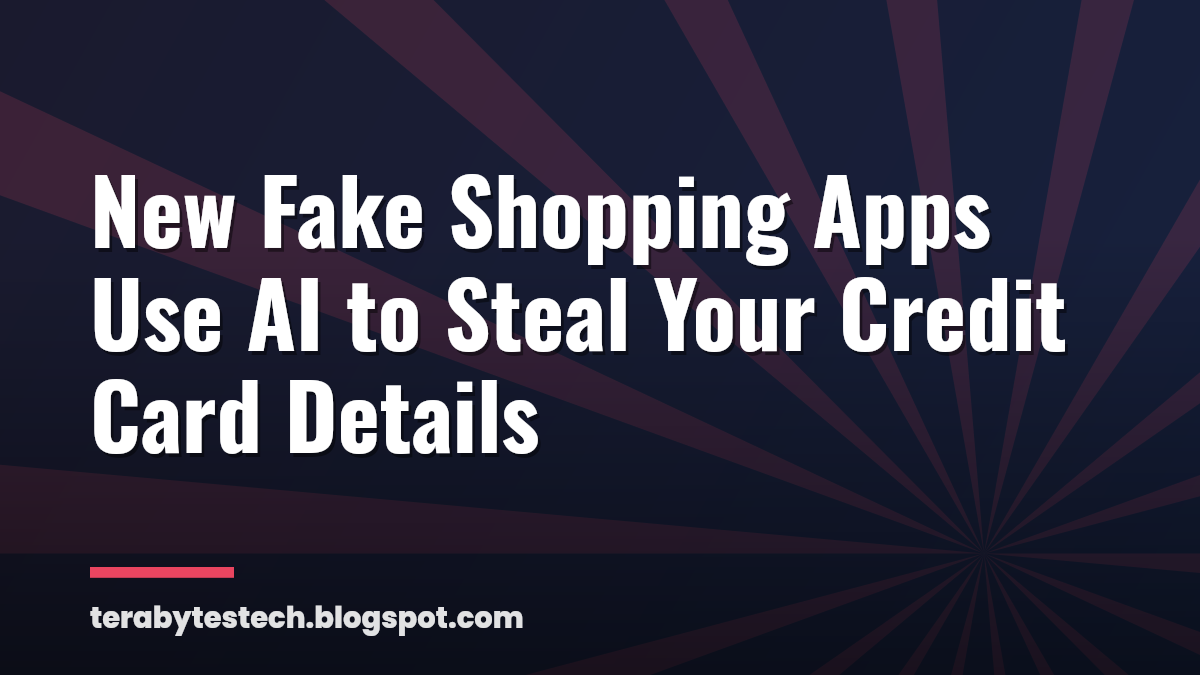 New Fake Shopping Apps
Use AI to Steal Your Credit
Card Details
terabytestech.blogspot.com